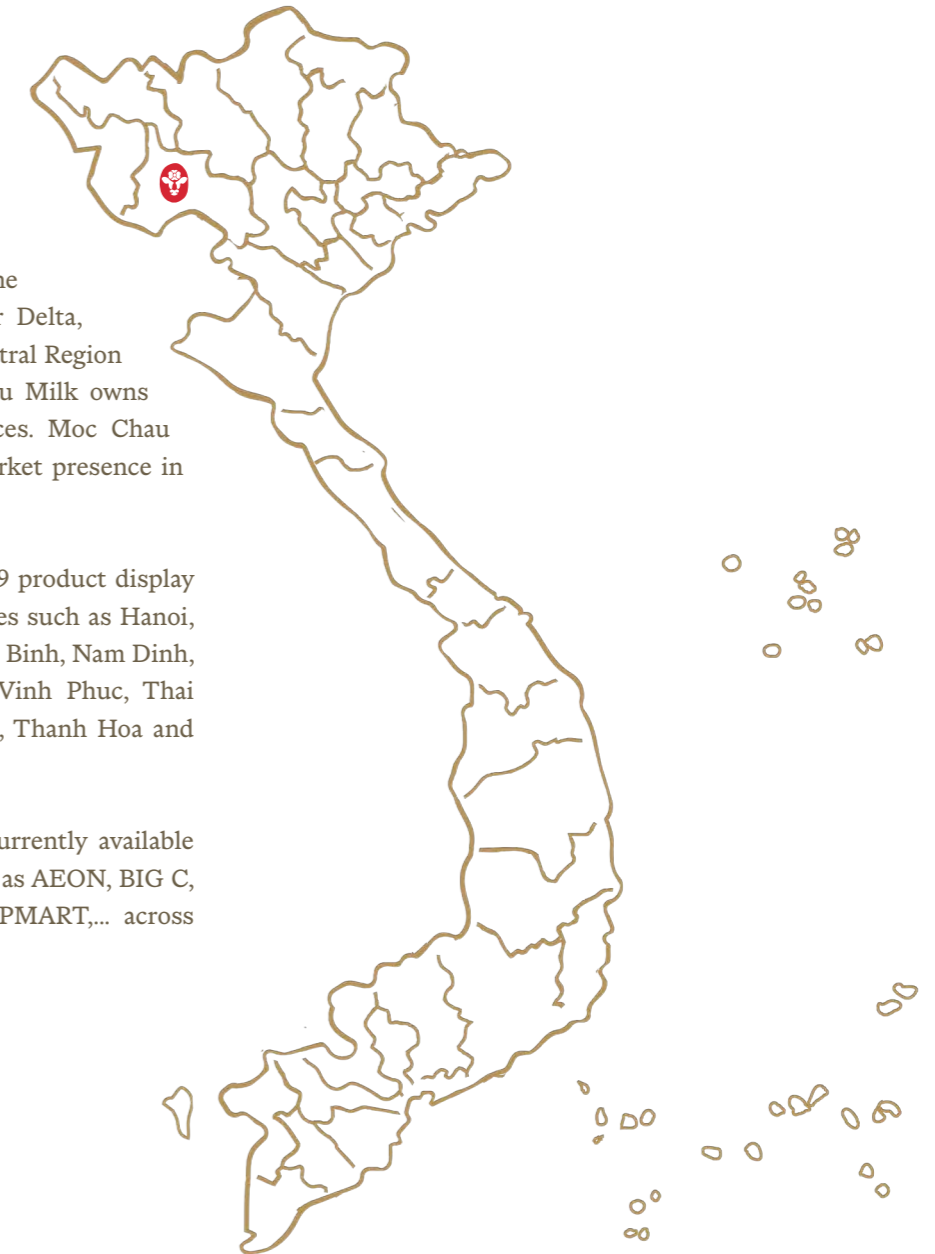 r Delta,
tral Region
u Milk owns
ces. Moc Chau
rket presence in
9 product display
es such as Hanoi,
Binh, Nam Dinh,
Vinh Phuc, Thai
, Thanh Hoa and
urrently available
as AEON, BIG C,
PMART,... across